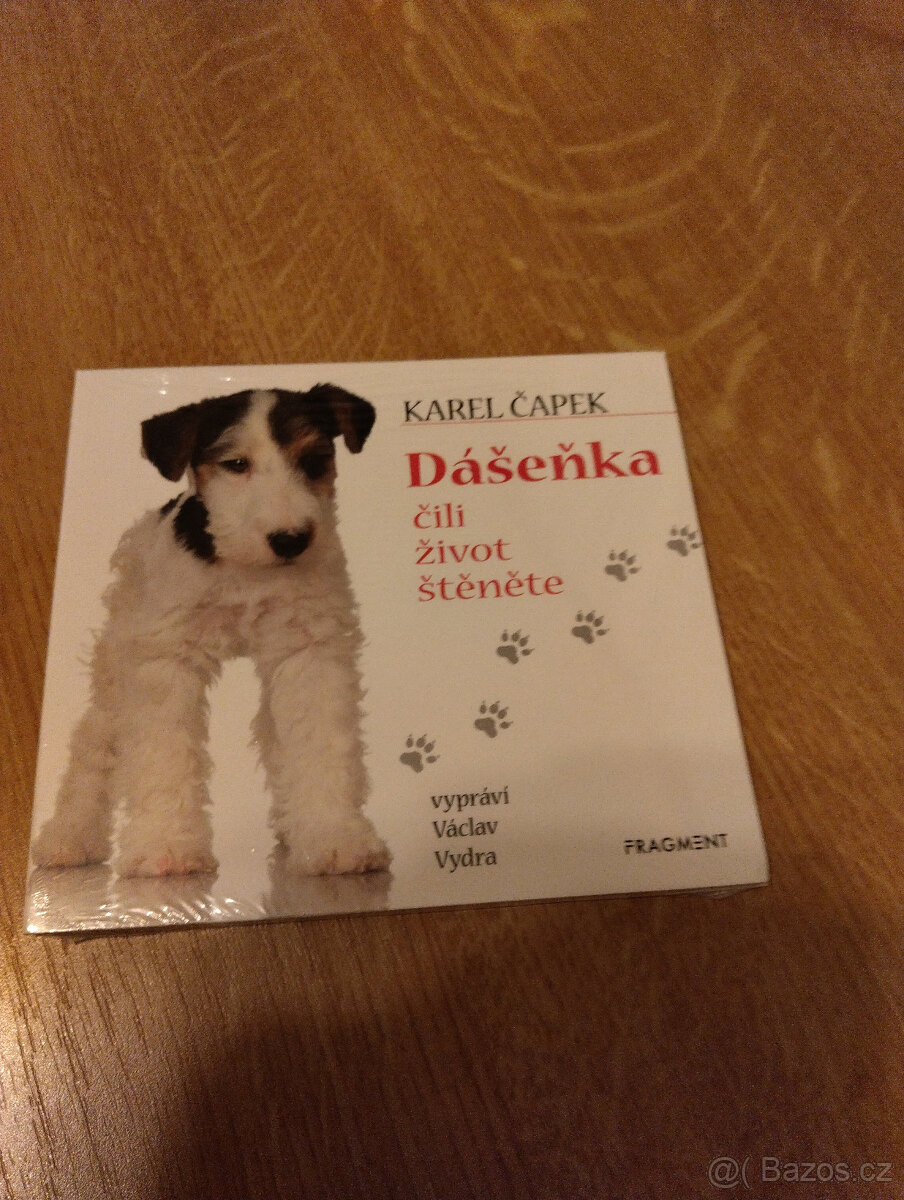 KAREL ČAPEK
Dášeňka
čili
život
štěněte
vypráví
Václav
Vydra
FRAGMENT
@( Bazos.cz